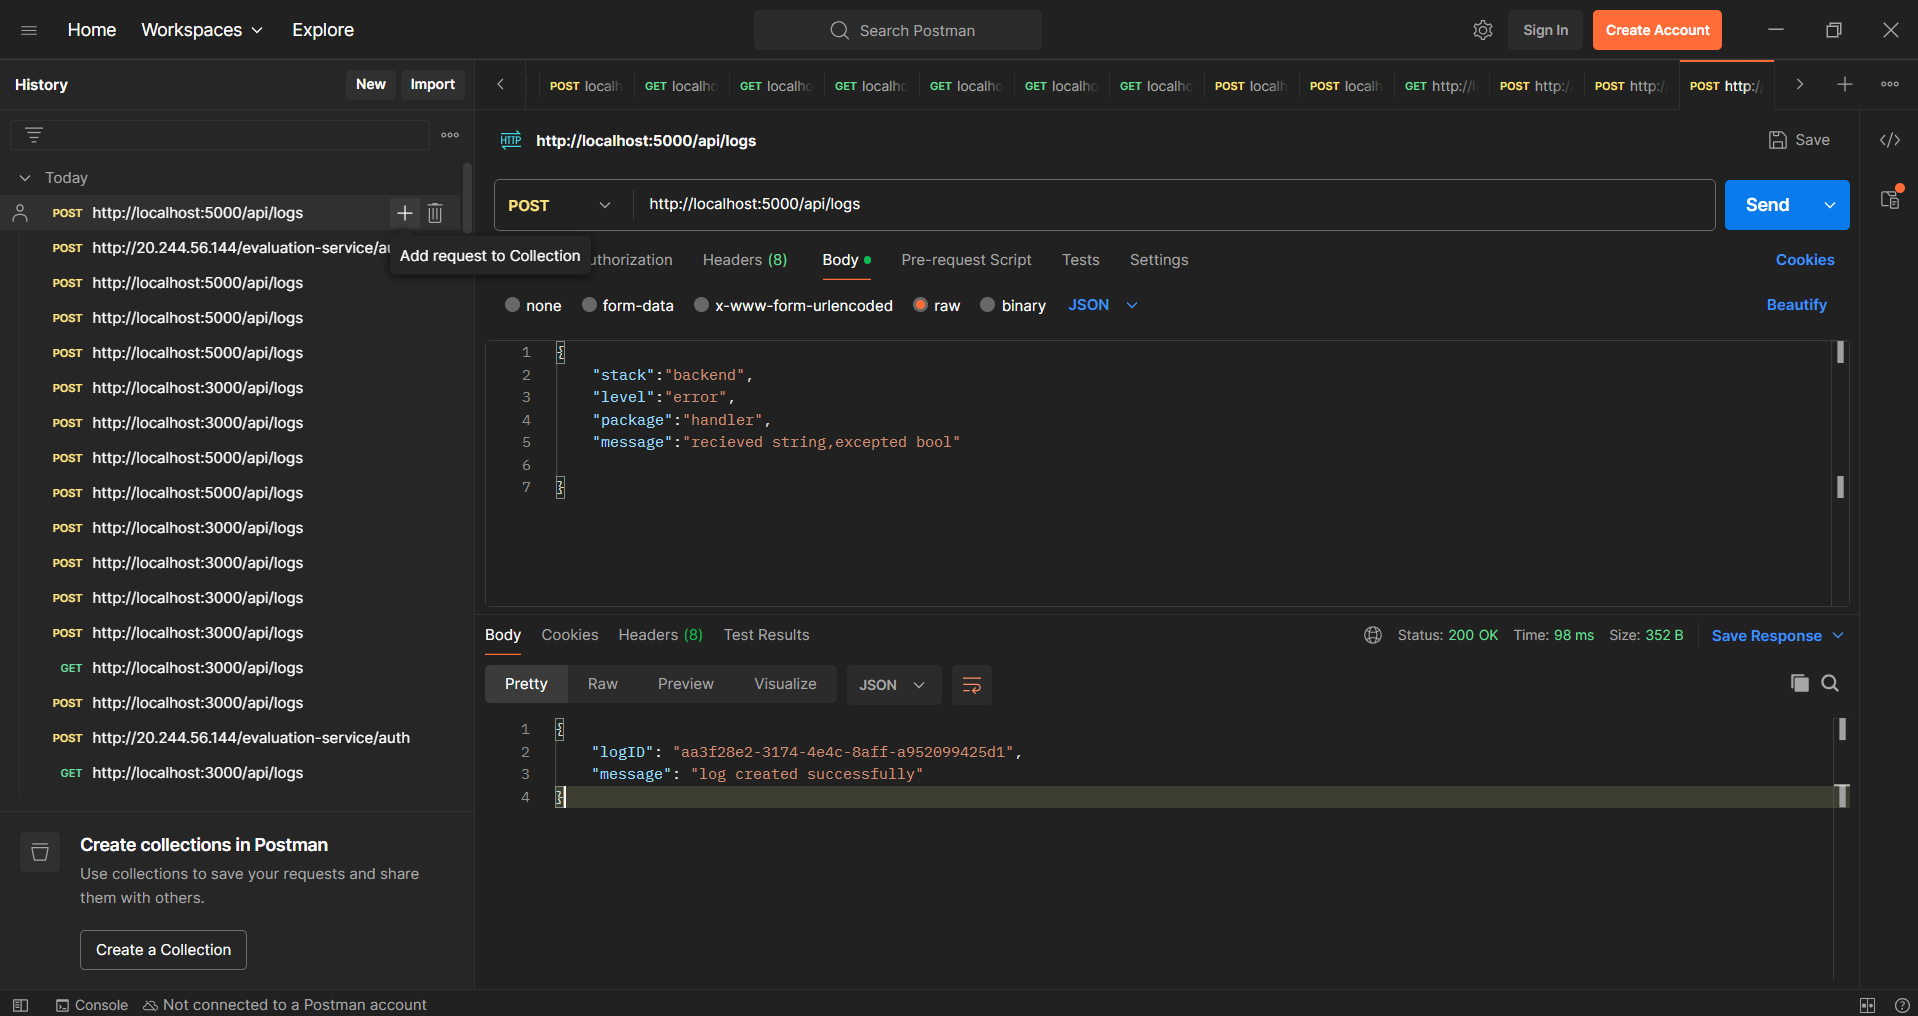 Home Workspaces Explore Search Postman Sign In Create Account
History New Import
POST localh GET localho GET localho GET localho GET localho GET localho GET localho POST localh POST localh GET http://l POST http:/ POST http:/ POST http:/
HTTP http://localhost:5000/api/logs Save
Today
POST http://localhost:5000/api/logs
POST http://20.244.56.144/evaluation-service/au
Add request to Collection
POST http://localhost:5000/api/logs
POST http://localhost:5000/api/logs
POST http://localhost:5000/api/logs
POST http://localhost:3000/api/logs
POST http://localhost:3000/api/logs
POST http://localhost:5000/api/logs
POST http://localhost:5000/api/logs
POST http://localhost:3000/api/logs
POST http://localhost:3000/api/logs
POST http://localhost:3000/api/logs
POST http://localhost:3000/api/logs
GET http://localhost:3000/api/logs
POST http://localhost:3000/api/logs
POST http://20.244.56.144/evaluation-service/auth
GET http://localhost:3000/api/logs
Create collections in Postman
Use collections to save your requests and share
them with others.
Create a Collection
POST http://localhost:5000/api/logs Send
uthorization Headers (8) Body Pre-request Script Tests Settings Cookies
none form-data x-www-form-urlencoded raw binary JSON Beautify
1 {
2 "stack":"backend",
3 "level":"error",
4 "package":"handler",
5 "message":"recieved string,excepted bool"
6
7 }
Body Cookies Headers (8) Test Results Status: 200 OK Time: 98 ms Size: 352 B Save Response
Pretty Raw Preview Visualize JSON
1 {
2 "logID": "aa3f28e2-3174-4e4c-8aff-a952099425d1",
3 "message": "log created successfully"
4 }
Console Not connected to a Postman account